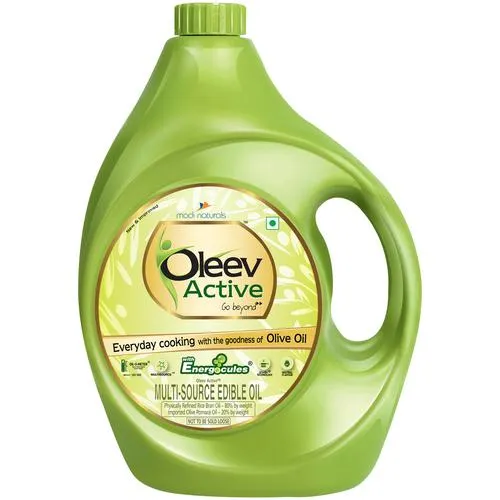 New & Improved
modi naturals
Oleev
Active
Go beyond
Everyday cooking with the goodness of Olive Oil
with
Energocules
Oleev Active™
MULTI-SOURCE EDIBLE OIL
Physically Refined Rice Bran Oil - 80% by weight
Imported Olive Pomace Oil - 20% by weight
NOT TO BE SOLD LOOSE